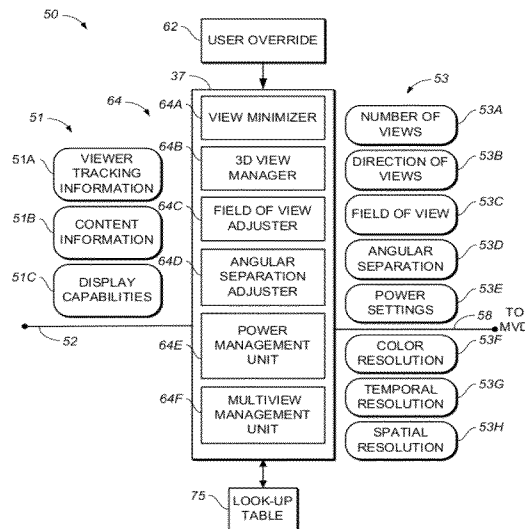 50
62
USER OVERRIDE
37
64
51
53
64A
VIEW MINIMIZER
64B
3D VIEW
MANAGER
64C
FIELD OF VIEW
ADJUSTER
64D
ANGULAR
SEPARATION
ADJUSTER
64E
POWER
MANAGEMENT
UNIT
64F
MULTIVIEW
MANAGEMENT
UNIT
51A
VIEWER
TRACKING
INFORMATION
51B
CONTENT
INFORMATION
51C
DISPLAY
CAPABILITIES
52
NUMBER OF
VIEWS
53A
DIRECTION OF
VIEWS
53B
FIELD OF VIEW
53C
ANGULAR
SEPARATION
53D
POWER
SETTINGS
53E
58
TO
MVD
COLOR
RESOLUTION
53F
TEMPORAL
RESOLUTION
53G
SPATIAL
RESOLUTION
53H
75
LOOK-UP
TABLE